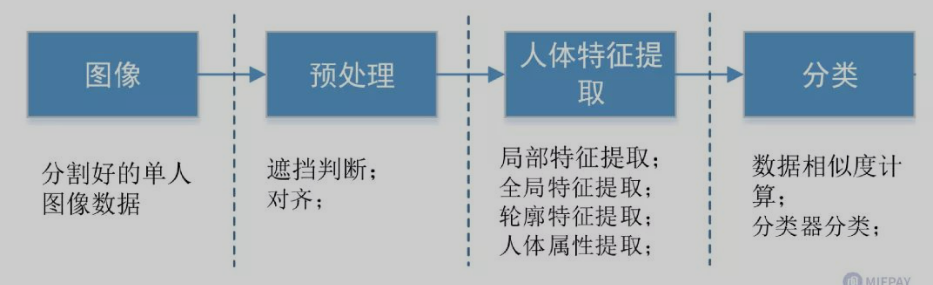 图像
预处理
人体特征提
取
分类
分割好的单人
图像数据
遮挡判断；
对齐；
局部特征提取；
全局特征提取；
轮廓特征提取；
人体属性提取；
数据相似度计
算；
分类器分类；
MIFPAY